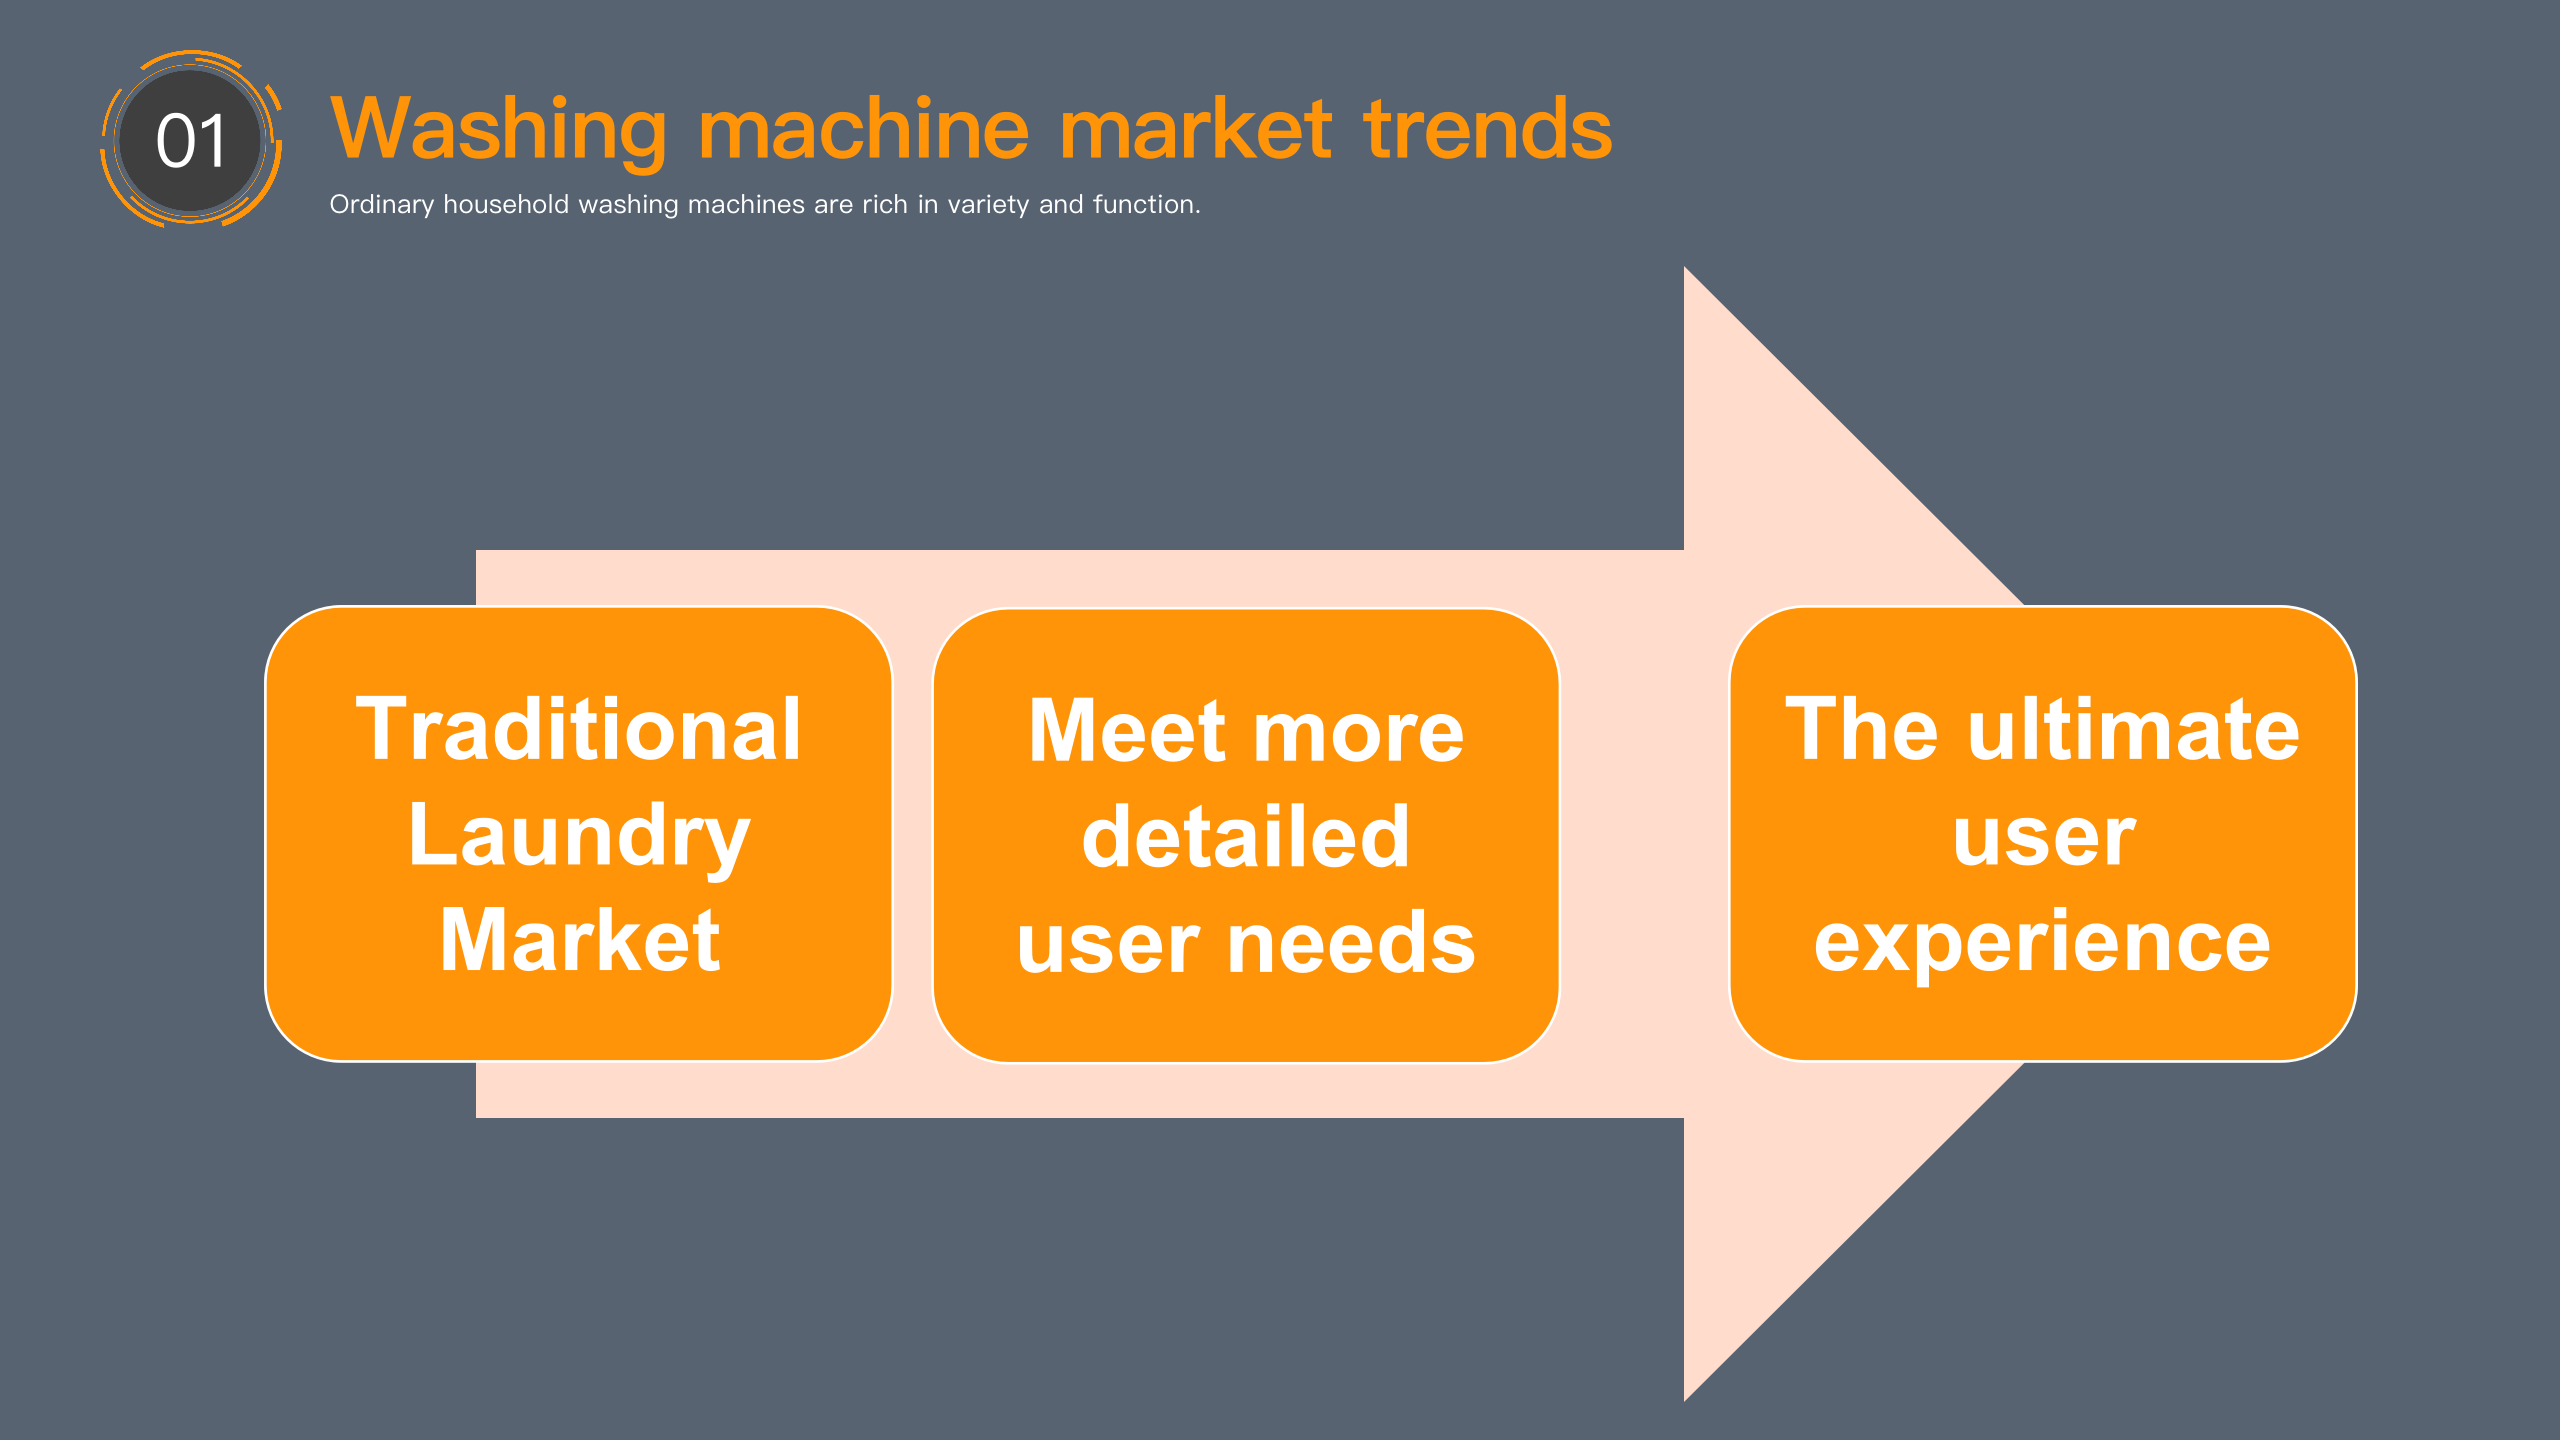 01
Washing machine market trends
Ordinary household washing machines are rich in variety and function.
Traditional
Laundry
Market
Meet more
detailed
user needs
The ultimate
user
experience